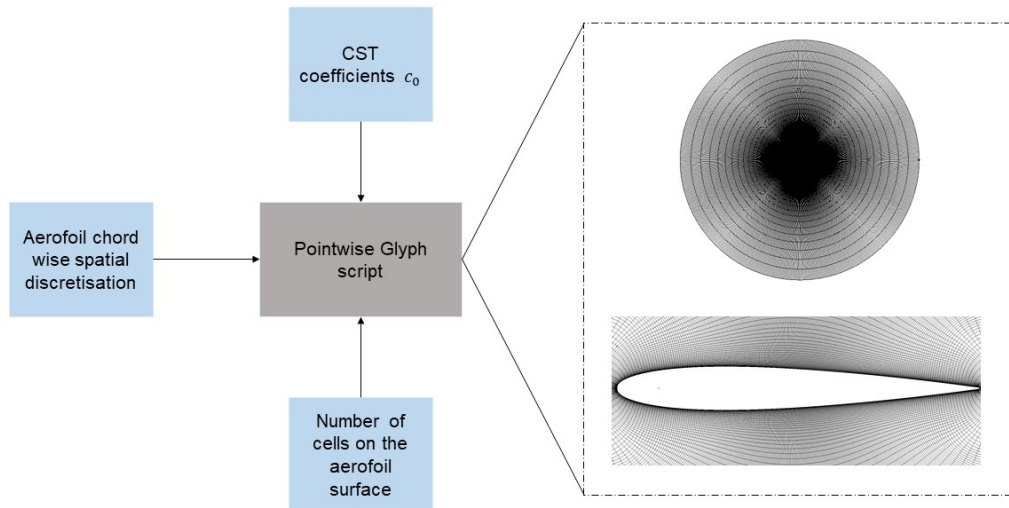 CST
coefficients c₀
Aerofoil chord
wise spatial
discretisation
Pointwise Glyph
script
Number of
cells on the
aerofoil
surface